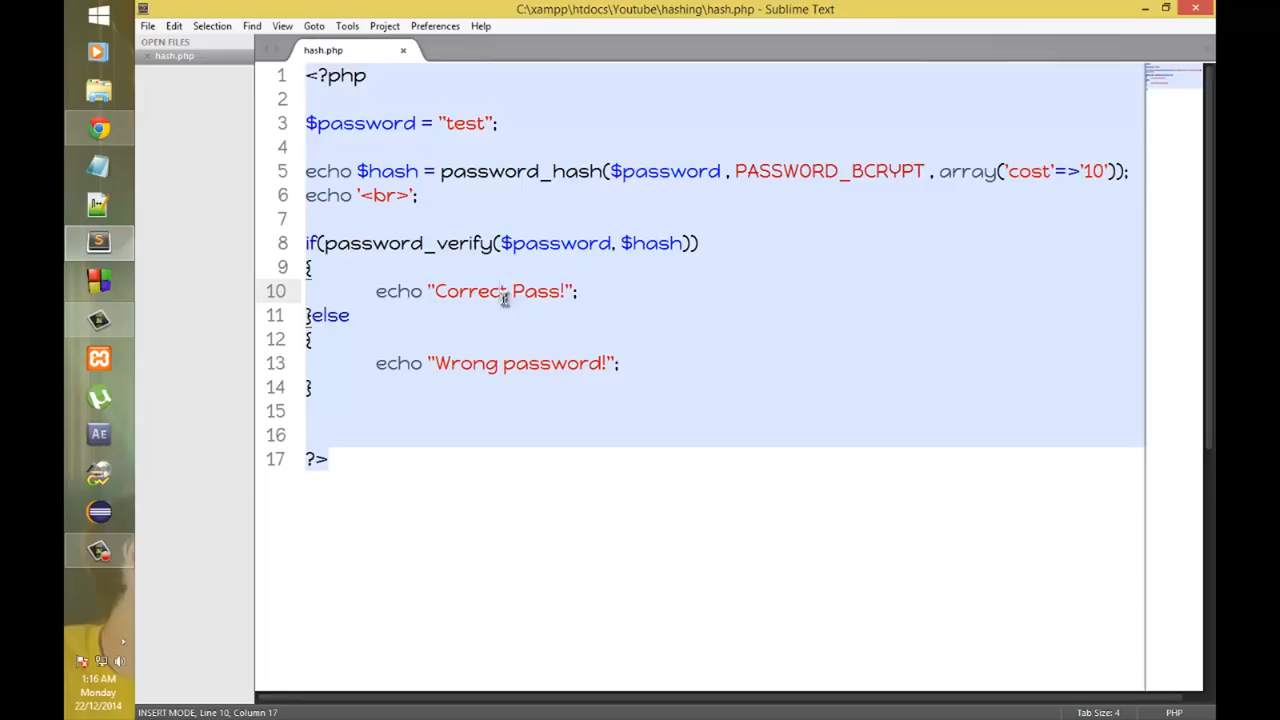 C:\xampp\htdocs\Youtube\hashing\hash.php - Sublime Text
File Edit Selection Find View Goto Tools Project Preferences Help
OPEN FILES
hash.php
hash.php
1 <?php
2
3 $password = "test";
4
5 echo $hash = password_hash($password , PASSWORD_BCRYPT , array('cost'=>'10'));
6 echo '<br>';
7
8 if(password_verify($password, $hash))
9 {
10 echo "Correct Pass!";
11 }else
12 {
13 echo "Wrong password!";
14 }
15
16
17 ?>
S
AE
1:16 AM
Monday
22/12/2014
INSERT MODE, Line 10, Column 17
Tab Size: 4
PHP